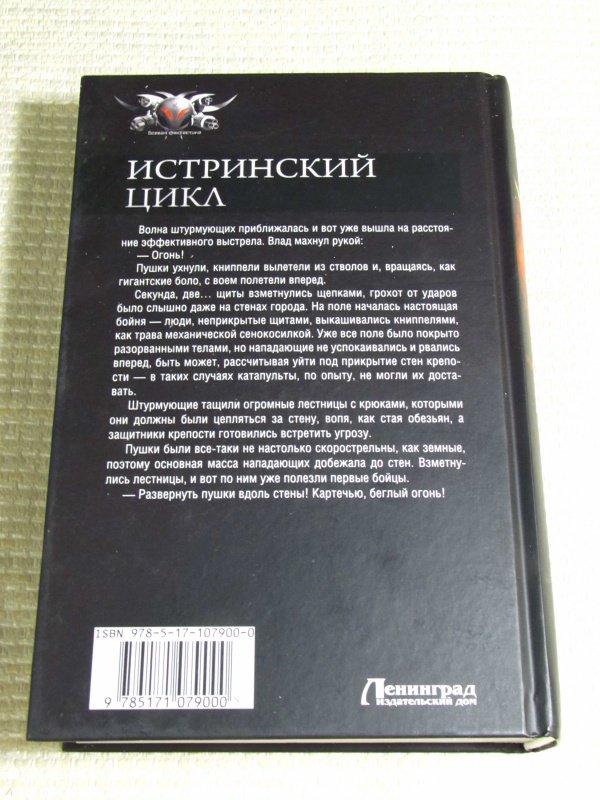 Боевая фантастика
ИСТРИНСКИЙ
ЦИКЛ
Волна штурмующих приближалась и вот уже вышла на расстоя-
ние эффективного выстрела. Влад махнул рукой:
— Огонь!
Пушки ухнули, книппели вылетели из стволов и, вращаясь, как
гигантские боло, с воем полетели вперед.
Секунда, две... щиты взметнулись щепками, грохот от ударов
было слышно даже на стенах города. На поле началась настоящая
бойня — люди, неприкрытые щитами, выкашивались книппелями,
как трава механической сенокосилкой. Уже все поле было покрыто
разорванными телами, но нападающие не успокаивались и рвались
вперед, быть может, рассчитывая уйти под прикрытие стен крепо-
сти — в таких случаях катапульты, по опыту, не могли их доста-
вать.
Штурмующие тащили огромные лестницы с крюками, которыми
они должны были цепляться за стену, вопя, как стая обезьян, а
защитники крепости готовились встретить угрозу.
Пушки были все-таки не настолько скорострельны, как земные,
поэтому основная масса нападающих добежала до стен. Взметну-
лись лестницы, и вот по ним уже полезли первые бойцы.
— Развернуть пушки вдоль стены! Картечью, беглый огонь!
ISBN 978-5-17-107900-0
9 785171 079000
Ленинград
издательский дом